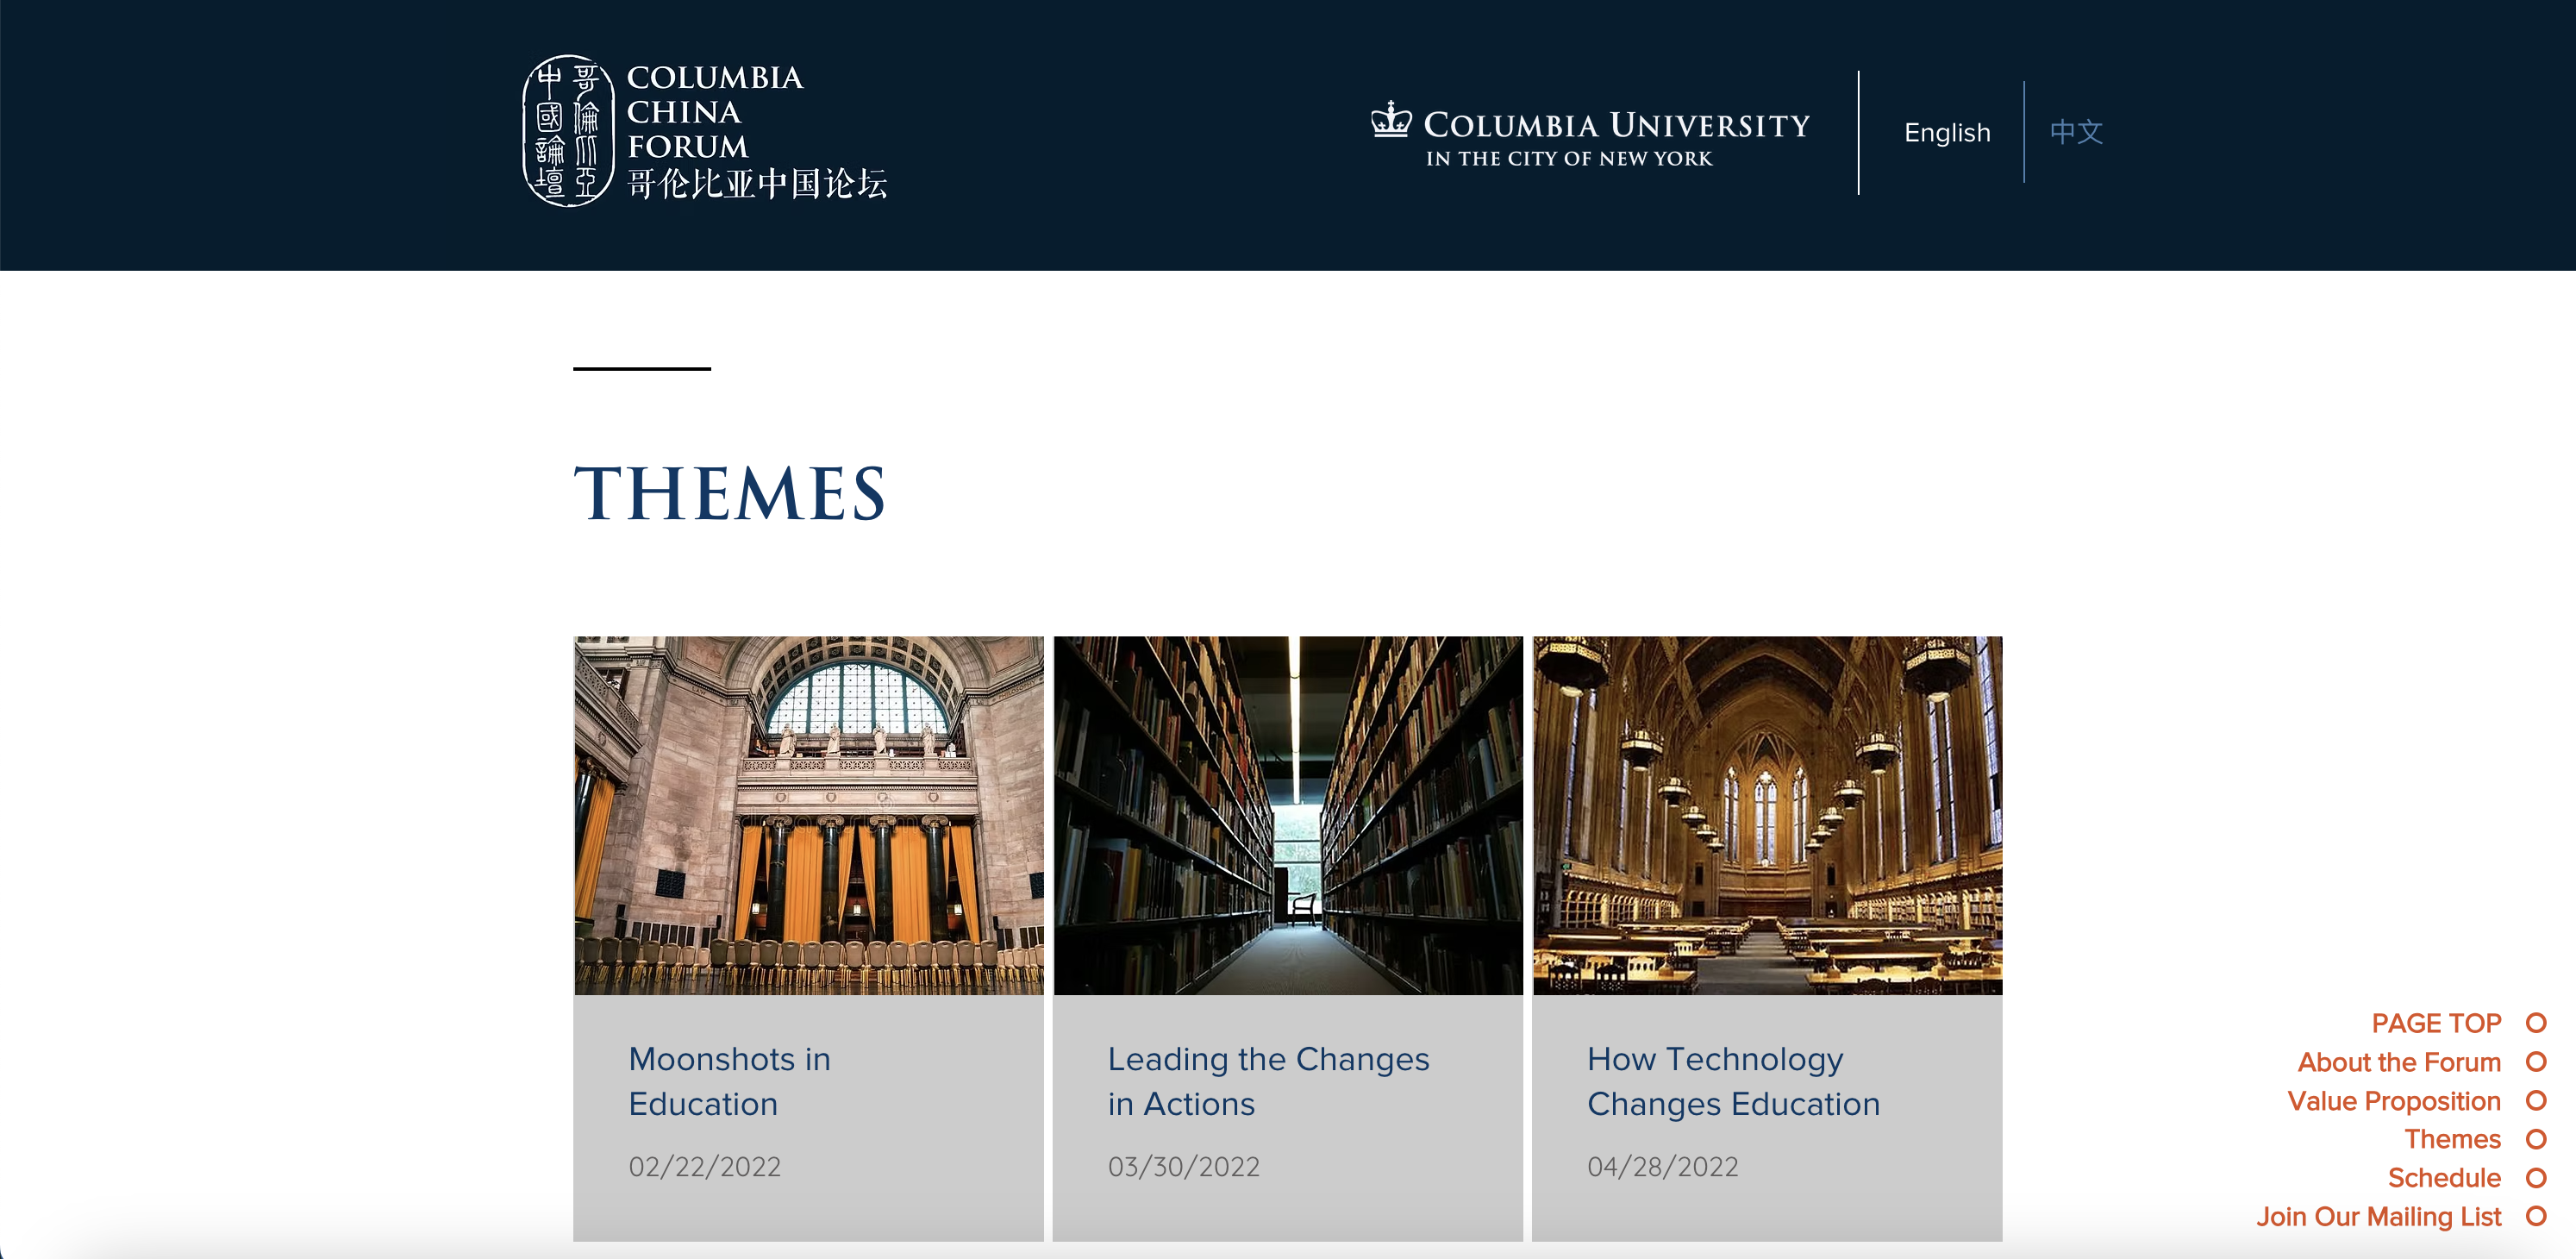 哥倫比亞
中國論壇
COLUMBIA
CHINA
FORUM
哥伦比亚中国论坛
COLUMBIA UNIVERSITY
IN THE CITY OF NEW YORK
English
中文
THEMES
Moonshots in
Education
02/22/2022
Leading the Changes
in Actions
03/30/2022
How Technology
Changes Education
04/28/2022
PAGE TOP
About the Forum
Value Proposition
Themes
Schedule
Join Our Mailing List